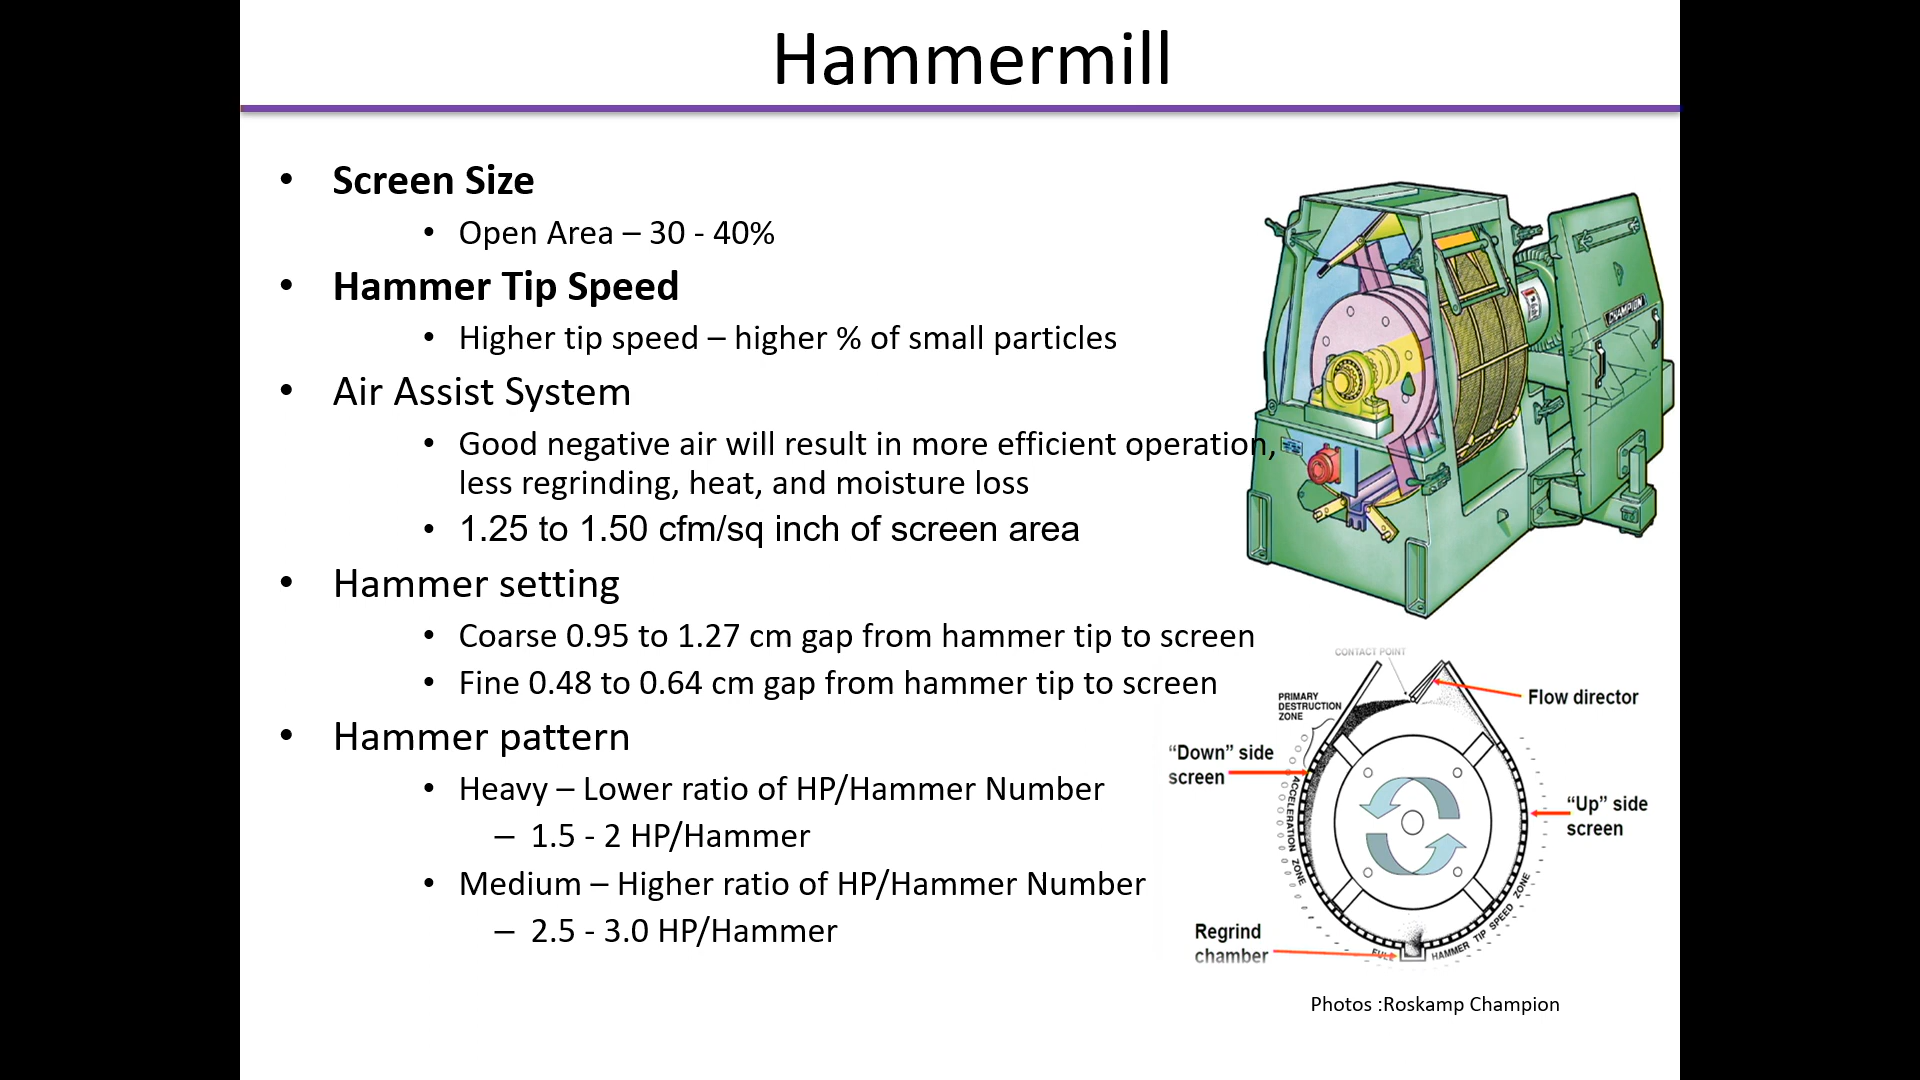 Hammermill
• Screen Size
• Open Area – 30 - 40%
• Hammer Tip Speed
• Higher tip speed – higher % of small particles
• Air Assist System
• Good negative air will result in more efficient operation,
less regrinding, heat, and moisture loss
• 1.25 to 1.50 cfm/sq inch of screen area
• Hammer setting
• Coarse 0.95 to 1.27 cm gap from hammer tip to screen
• Fine 0.48 to 0.64 cm gap from hammer tip to screen
• Hammer pattern
• Heavy – Lower ratio of HP/Hammer Number
– 1.5 - 2 HP/Hammer
• Medium – Higher ratio of HP/Hammer Number
– 2.5 - 3.0 HP/Hammer
CHAMPION
CONTACT POINT
PRIMARY
DESTRUCTION
ZONE
Flow director
“Down” side
screen
ACCELERATION ZONE
“Up” side
screen
Regrind
chamber
FULL HAMMER TIP SPEED ZONE
Photos :Roskamp Champion